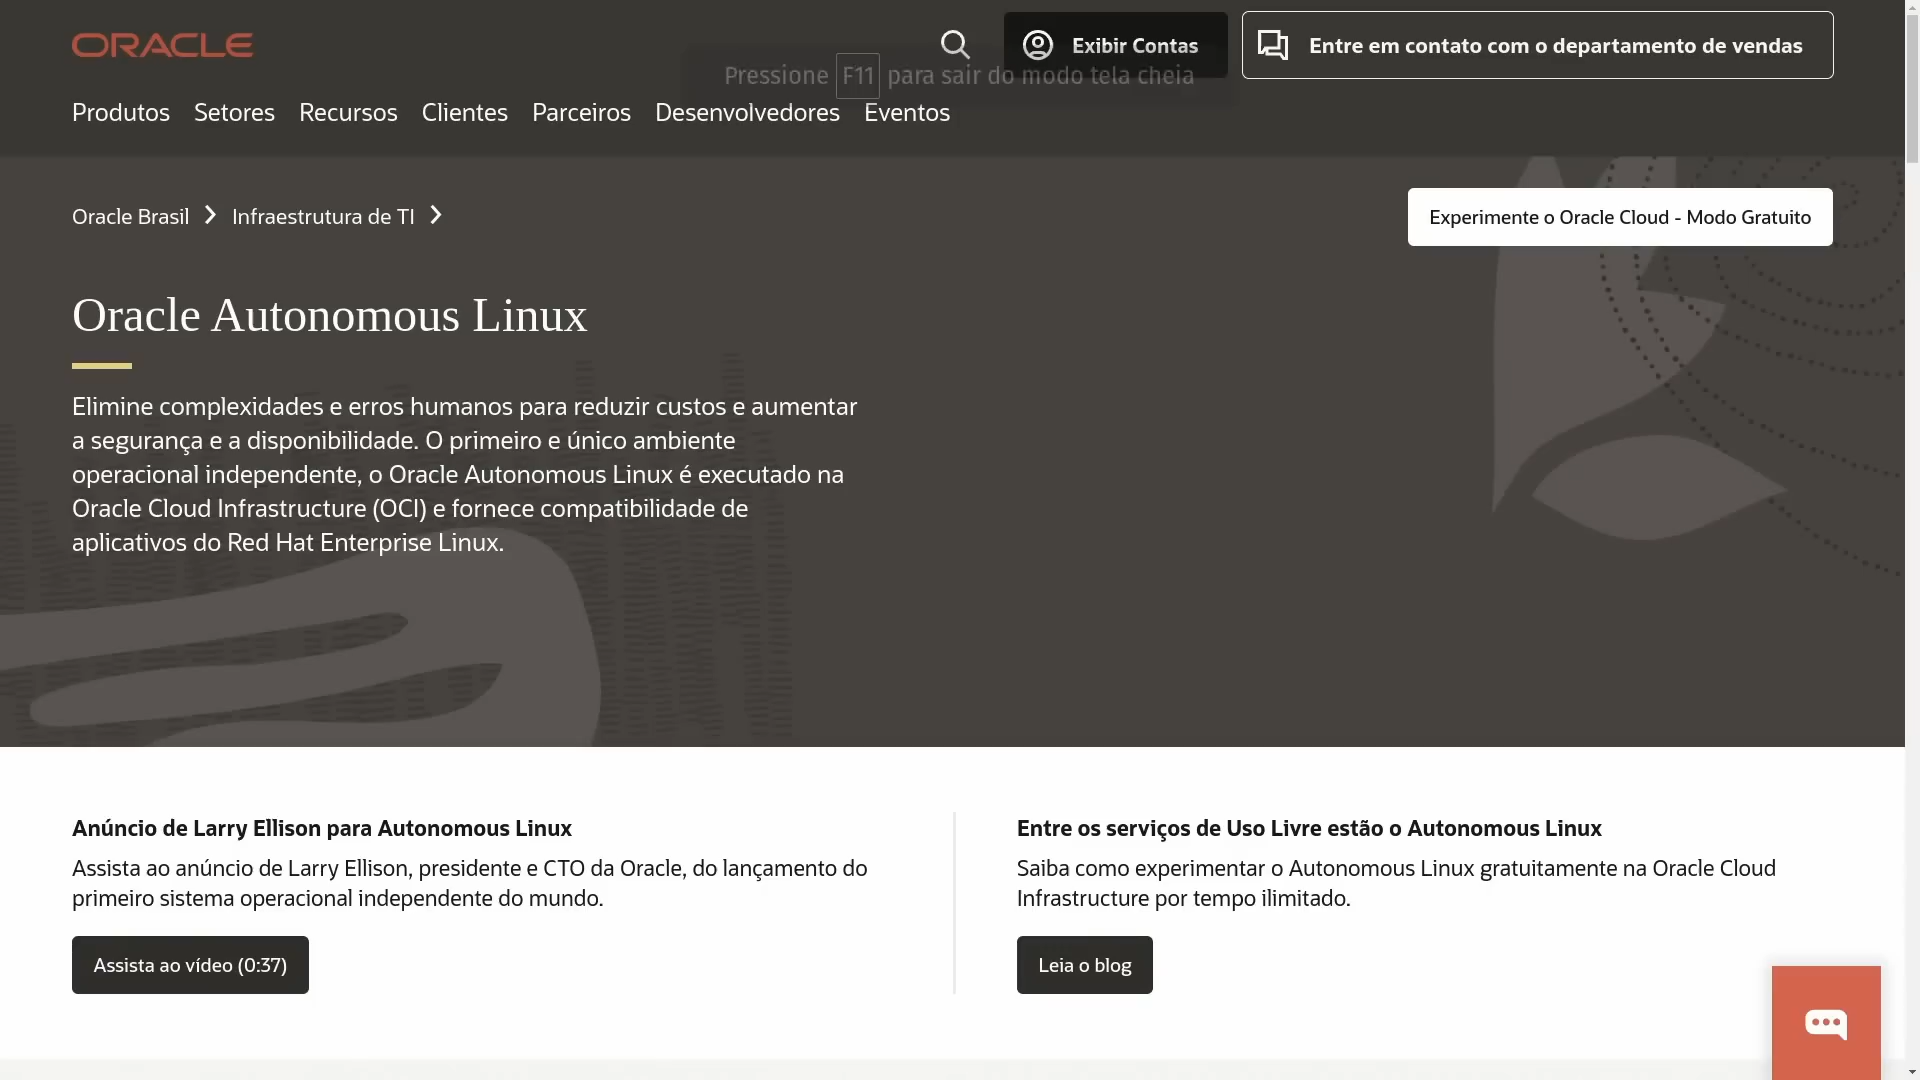 ORACLE
Exibir Contas
Entre em contato com o departamento de vendas
Pressione F11 para sair do modo tela cheia
Produtos Setores Recursos Clientes Parceiros Desenvolvedores Eventos
Oracle Brasil Infraestrutura de TI
Experimente o Oracle Cloud - Modo Gratuito
Oracle Autonomous Linux
Elimine complexidades e erros humanos para reduzir custos e aumentar
a segurança e a disponibilidade. O primeiro e único ambiente
operacional independente, o Oracle Autonomous Linux é executado na
Oracle Cloud Infrastructure (OCI) e fornece compatibilidade de
aplicativos do Red Hat Enterprise Linux.
Anúncio de Larry Ellison para Autonomous Linux
Assista ao anúncio de Larry Ellison, presidente e CTO da Oracle, do lançamento do
primeiro sistema operacional independente do mundo.
Assista ao vídeo (0:37)
Entre os serviços de Uso Livre estão o Autonomous Linux
Saiba como experimentar o Autonomous Linux gratuitamente na Oracle Cloud
Infrastructure por tempo ilimitado.
Leia o blog